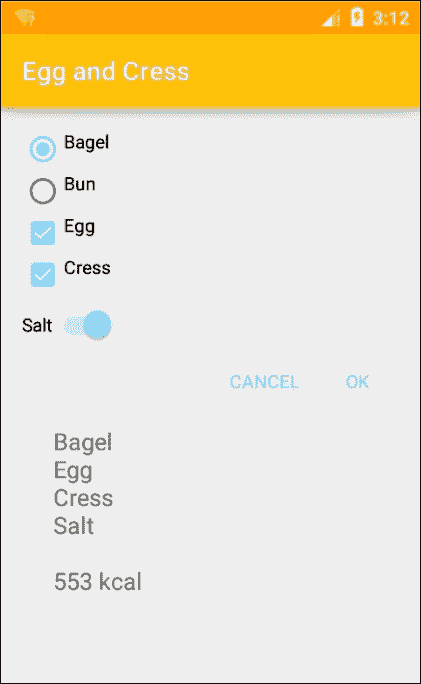 3:12
Egg and Cress
Bagel
Bun
Egg
Cress
Salt
CANCEL OK
Bagel
Egg
Cress
Salt
553 kcal